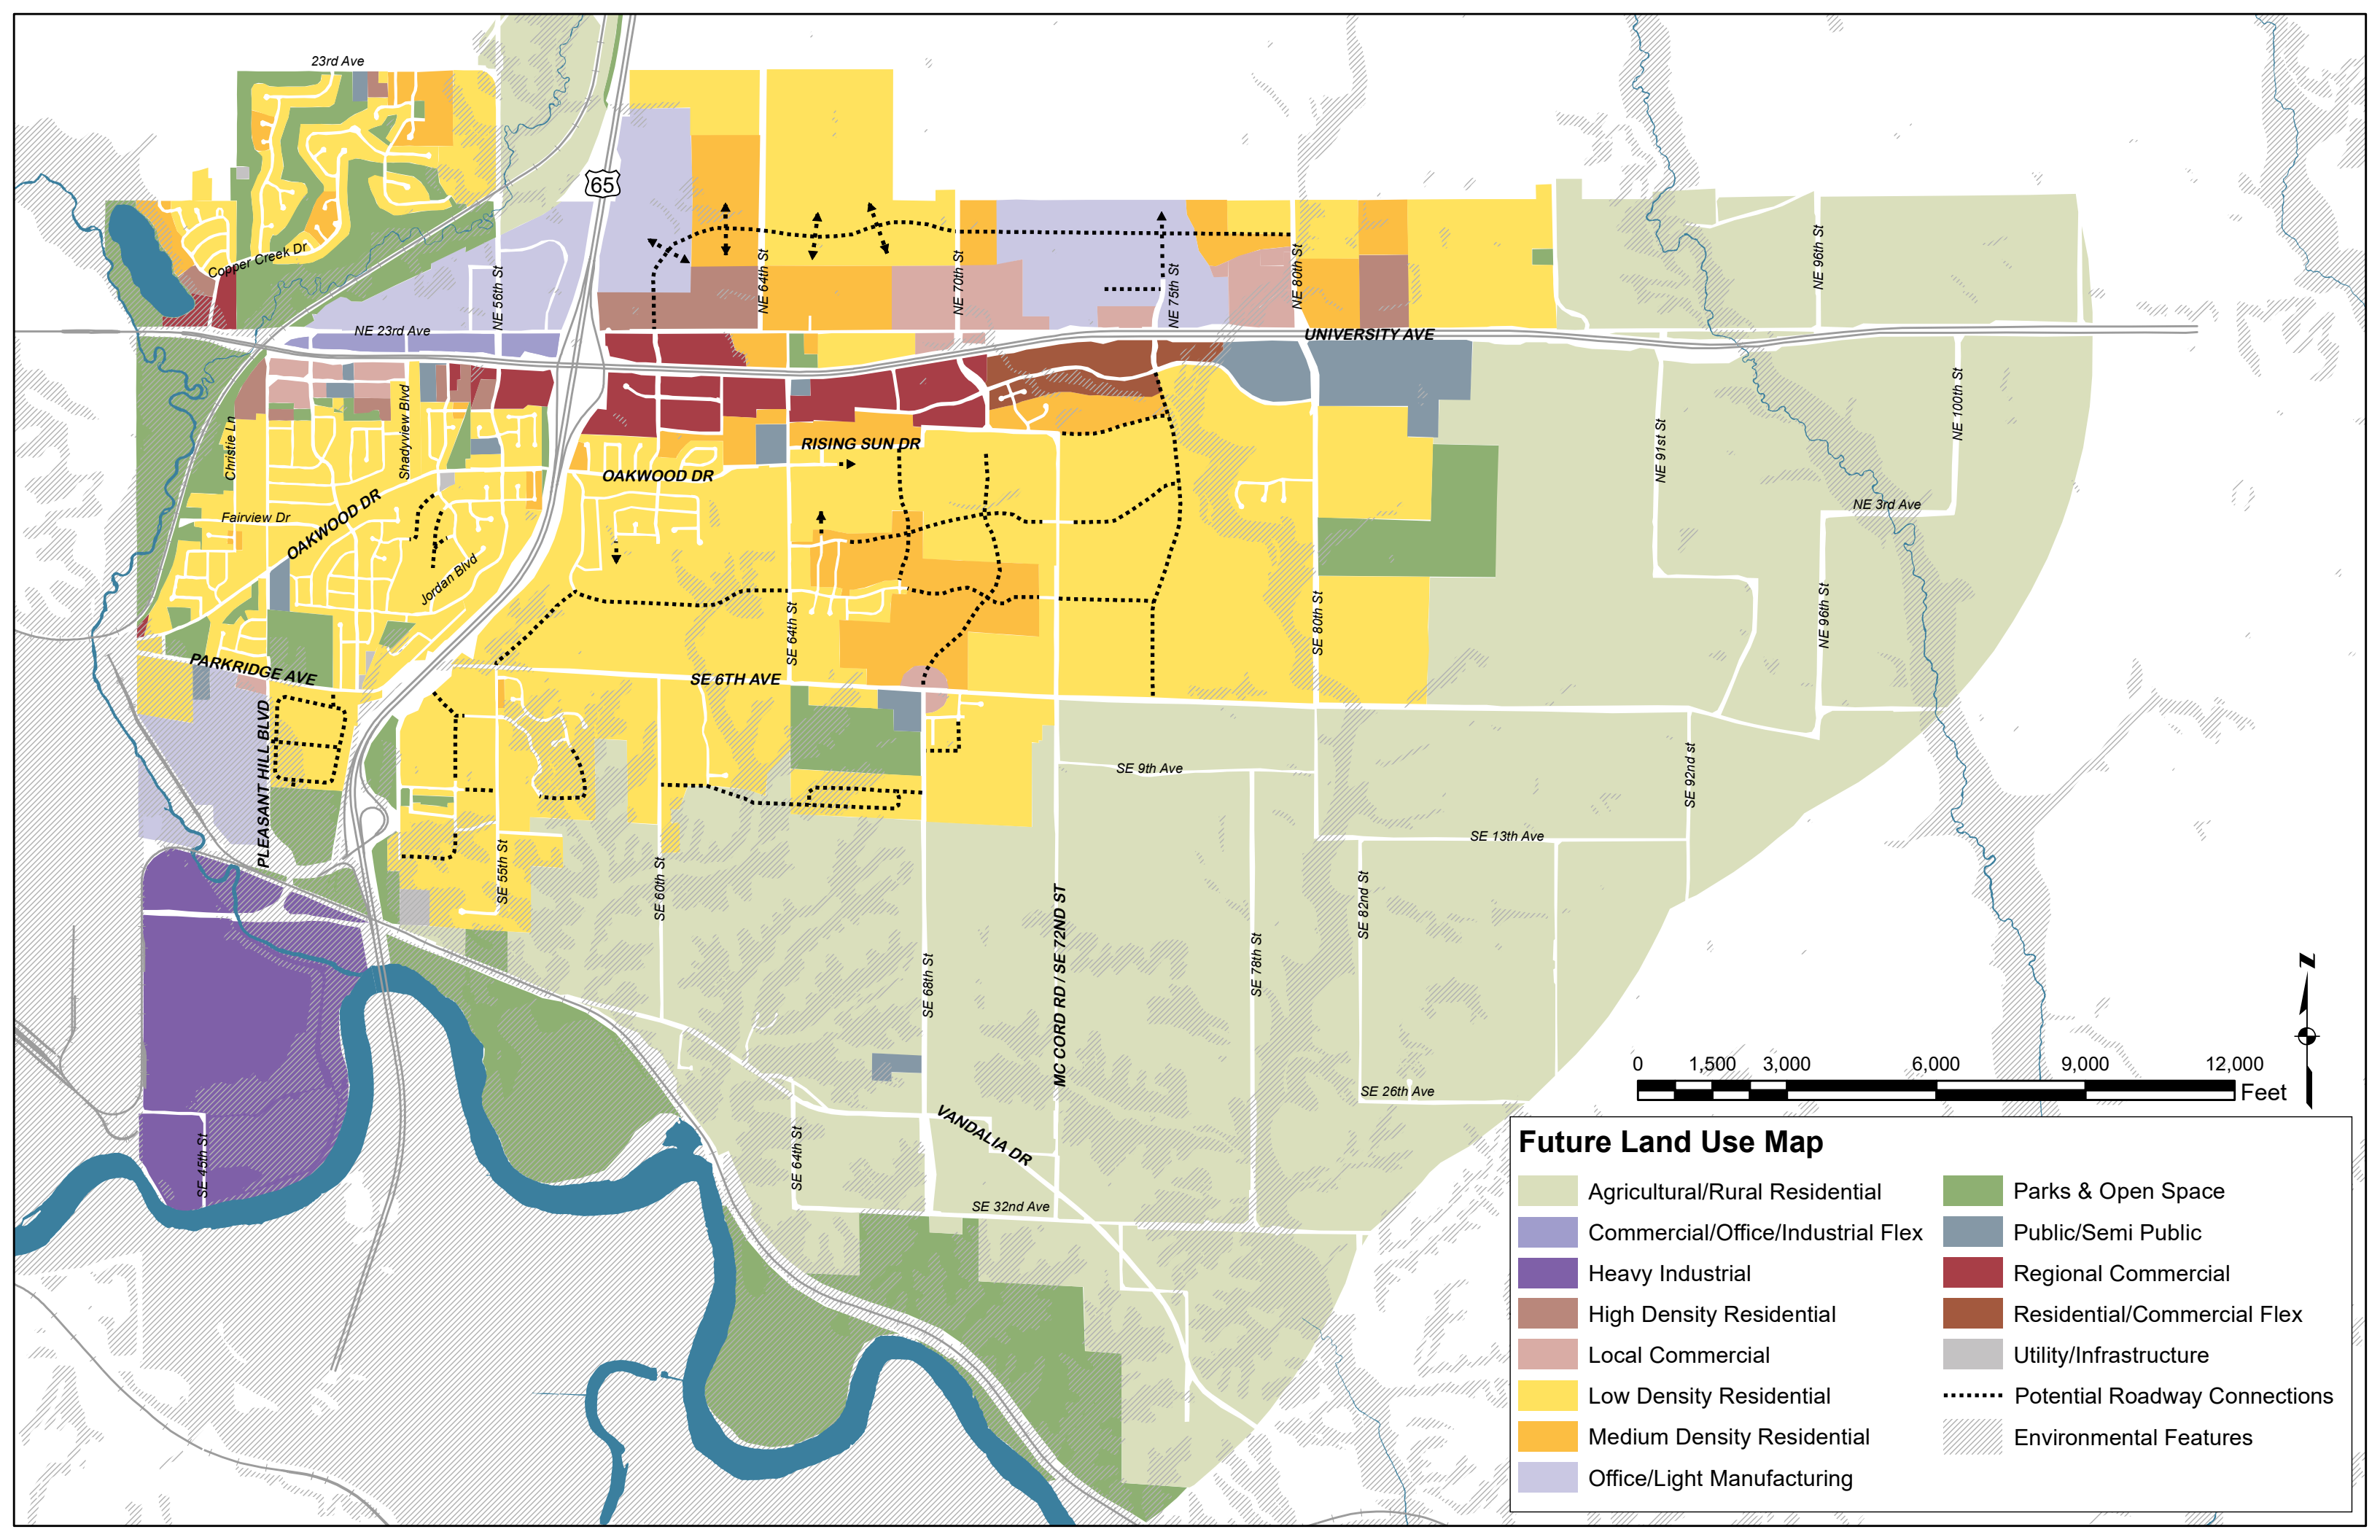 23rd Ave
65
Copper Creek Dr
NE 56th St
NE 64th St
NE 70th St
NE 75th St
NE 80th St
NE 96th St
NE 23rd Ave
UNIVERSITY AVE
Christie Ln
Shadyview Blvd
RISING SUN DR
OAKWOOD DR
NE 91st St
NE 100th St
NE 3rd Ave
Fairview Dr
OAKWOOD DR
Jordan Blvd
SE 64th St
SE 80th St
NE 96th St
PARKRIDGE AVE
SE 6TH AVE
PLEASANT HILL BLVD
SE 9th Ave
SE 92nd st
SE 13th Ave
SE 55th St
SE 60th St
SE 68th St
MC CORD RD / SE 72ND ST
SE 78th St
SE 82nd St
SE 26th Ave
SE 45th St
SE 64th St
VANDALIA DR
SE 32nd Ave
N
0 1,500 3,000 6,000 9,000 12,000
Feet
Future Land Use Map
Agricultural/Rural Residential
Commercial/Office/Industrial Flex
Heavy Industrial
High Density Residential
Local Commercial
Low Density Residential
Medium Density Residential
Office/Light Manufacturing
Parks & Open Space
Public/Semi Public
Regional Commercial
Residential/Commercial Flex
Utility/Infrastructure
Potential Roadway Connections
Environmental Features